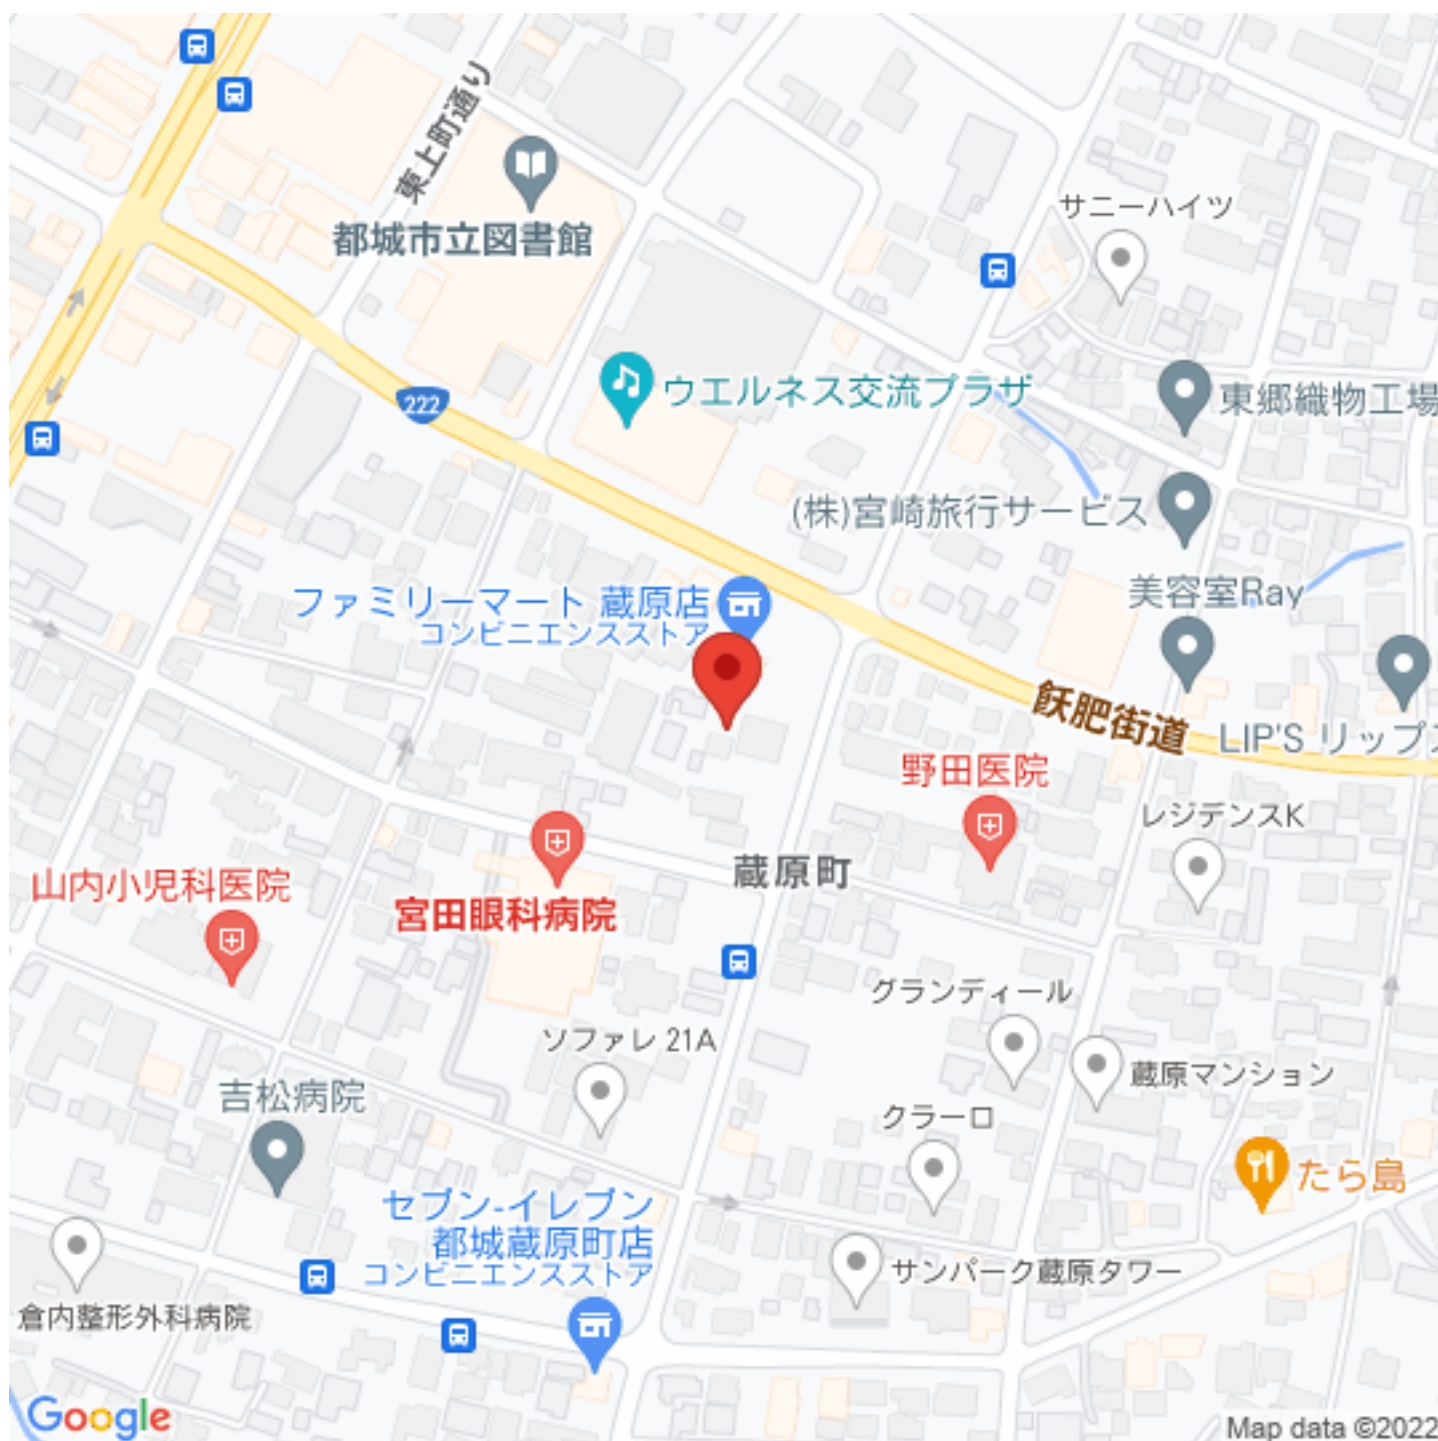 東上町通り
都城市立図書館
サニーハイツ
ウエルネス交流プラザ
東郷織物工場
222
(株)宮崎旅行サービス
美容室Ray
ファミリーマート 蔵原店
コンビニエンスストア
飫肥街道
LIP'S リップス
野田医院
レジデンスK
蔵原町
山内小児科医院
宮田眼科病院
グランディール
ソファレ 21A
蔵原マンション
吉松病院
クラーロ
たら島
セブン-イレブン
都城蔵原町店
コンビニエンスストア
サンパーク蔵原タワー
倉内整形外科病院
Google
Map data ©2022